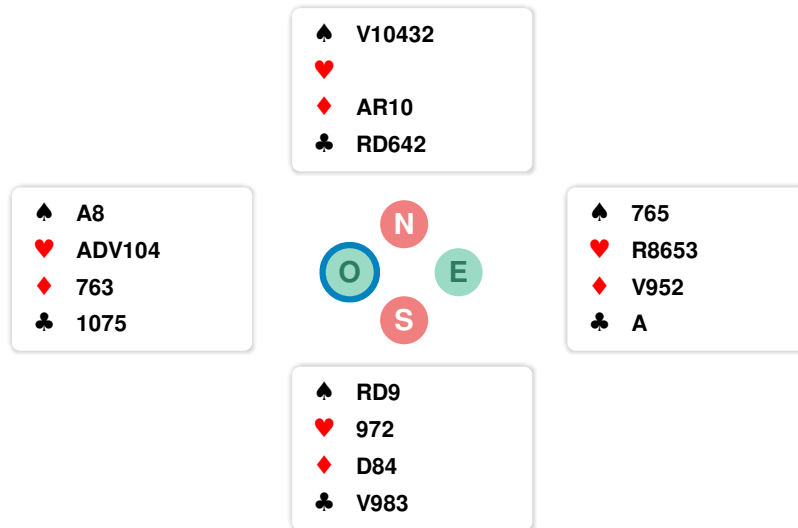 ♠ V10432
♥
♦ AR10
♣ RD642
♠ A8
♥ ADV104
♦ 763
♣ 1075
N
O E
S
♠ 765
♥ R8653
♦ V952
♣ A
♠ RD9
♥ 972
♦ D84
♣ V983